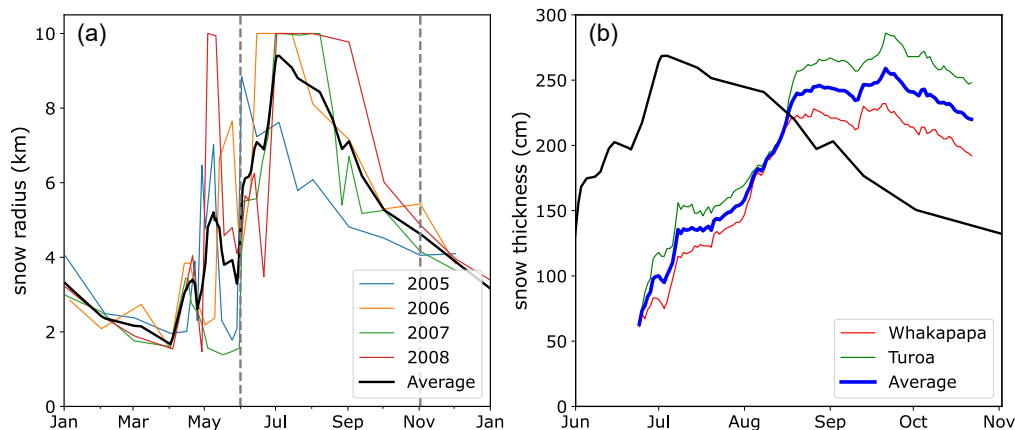 (a)
snow radius (km)
10
8
6
4
2
0
Jan Mar May Jul Sep Nov Jan
2005
2006
2007
2008
Average
(b)
snow thickness (cm)
300
250
200
150
100
50
0
Jun Jul Aug Sep Oct Nov
Whakapapa
Turoa
Average